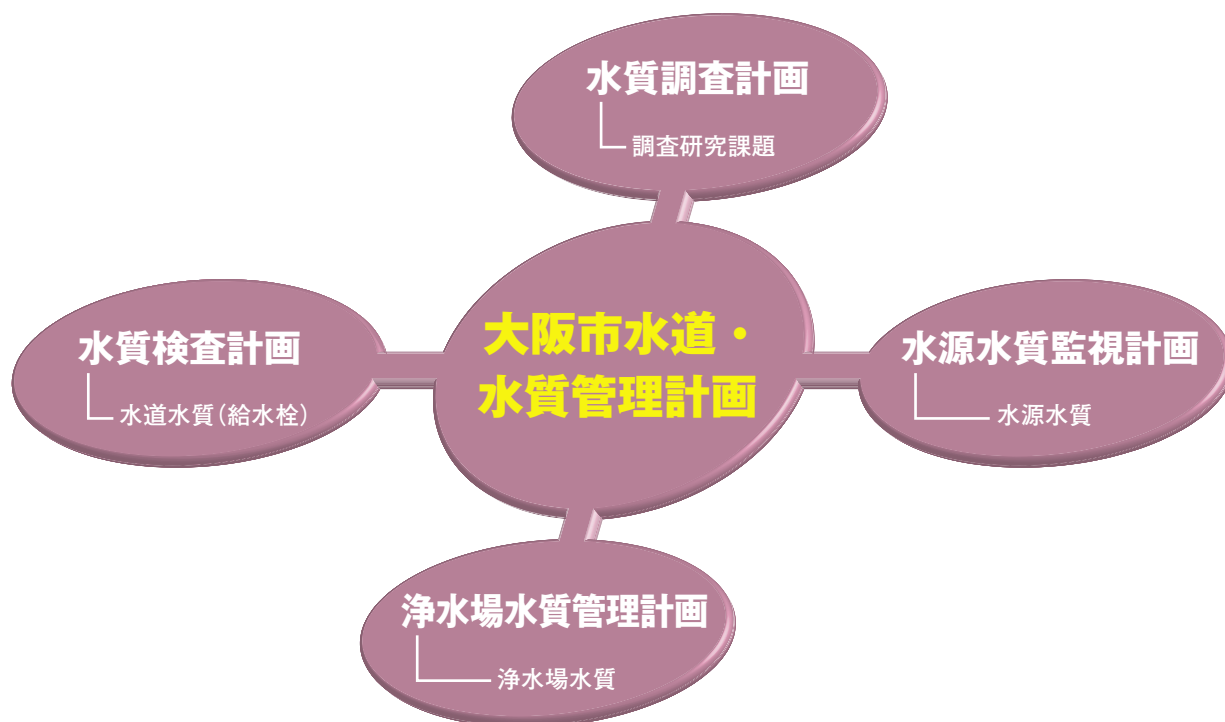 水質調査計画
調査研究課題
大阪市水道・
水質管理計画
水質検査計画
水道水質(給水栓)
水源水質監視計画
水源水質
浄水場水質管理計画
浄水場水質